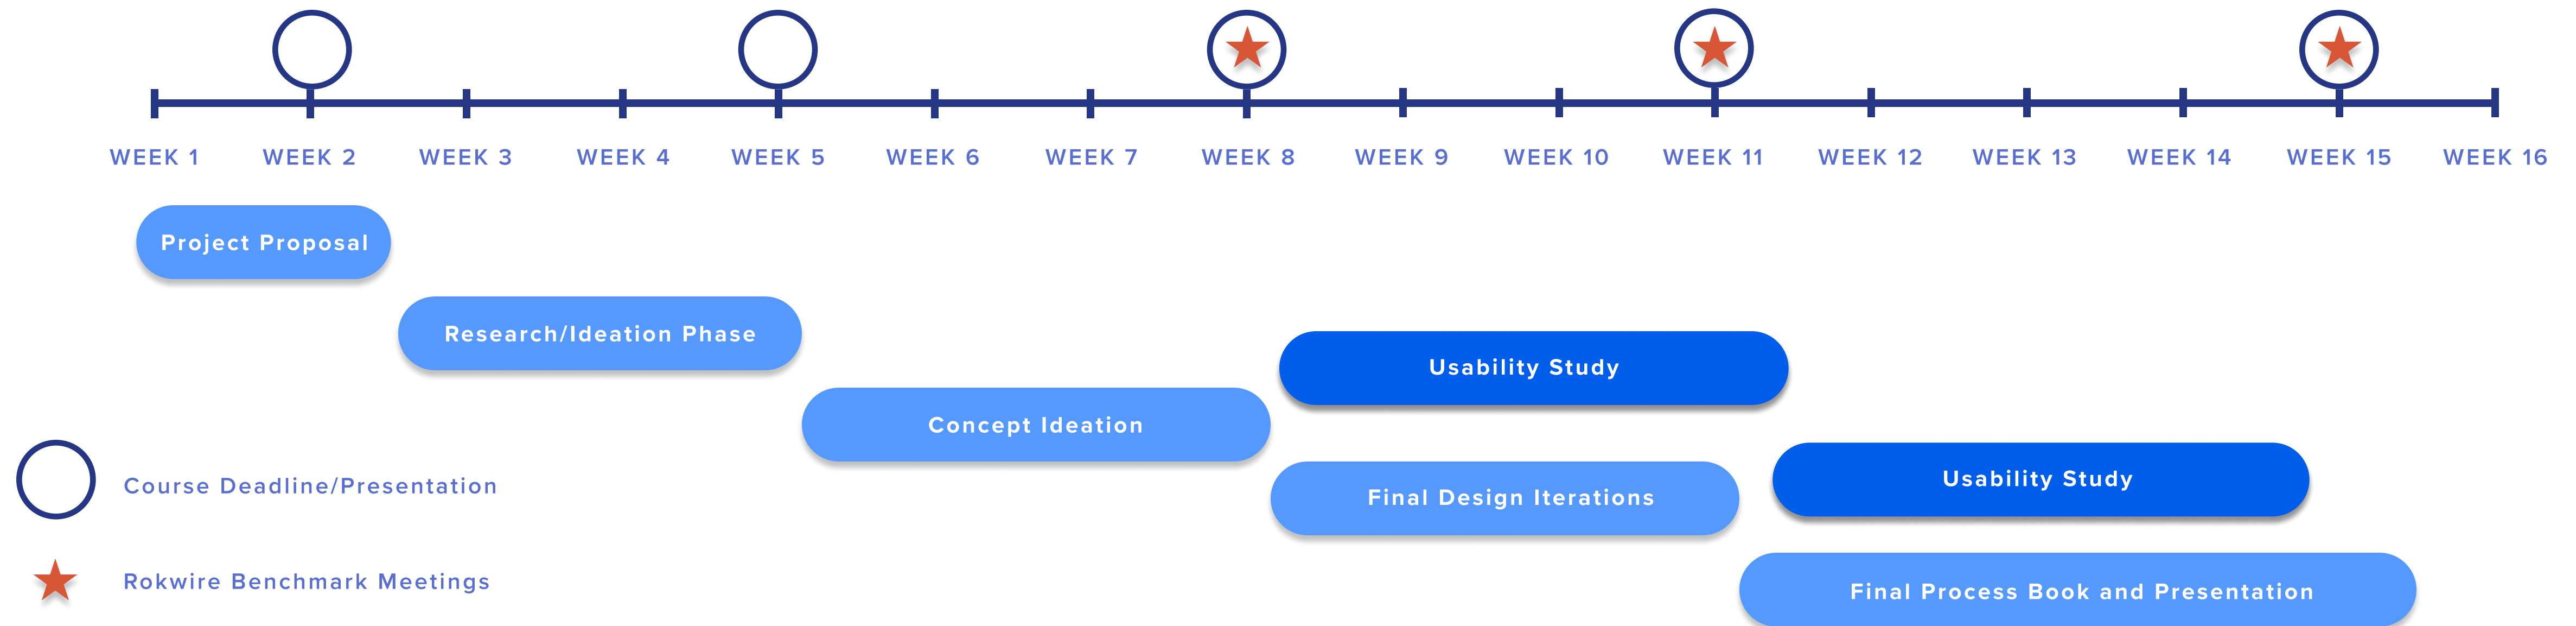 WEEK 1
WEEK 2
WEEK 3
WEEK 4
WEEK 5
WEEK 6
WEEK 7
WEEK 8
WEEK 9
WEEK 10
WEEK 11
WEEK 12
WEEK 13
WEEK 14
WEEK 15
WEEK 16
Project Proposal
Research/Ideation Phase
Usability Study
Concept Ideation
Usability Study
Course Deadline/Presentation
Final Design Iterations
Rokwire Benchmark Meetings
Final Process Book and Presentation